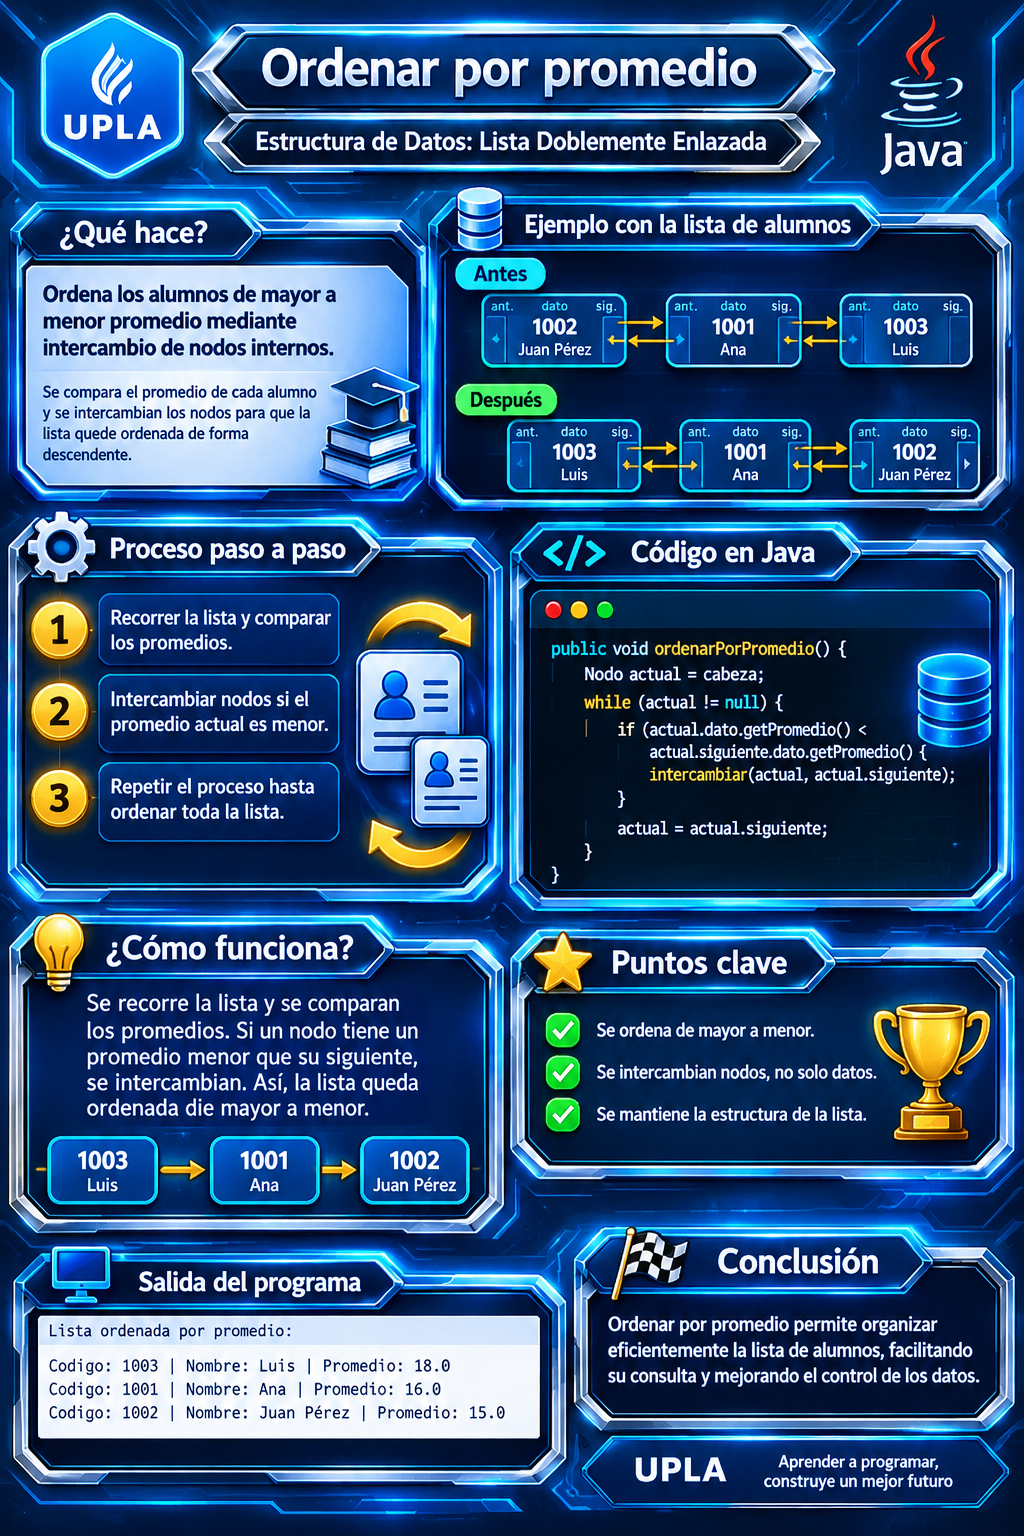 UPLA
Ordenar por promedio
Estructura de Datos: Lista Doblemente Enlazada
Java
¿Qué hace?
Ordena los alumnos de mayor a
menor promedio mediante
intercambio de nodos internos.
Se compara el promedio de cada alumno
y se intercambian los nodos para que la
lista quede ordenada de forma
descendente.
Ejemplo con la lista de alumnos
Antes
ant. dato sig. ant. dato sig. ant. dato sig.
1002 1001 1003
Juan Pérez Ana Luis
Después
ant. dato sig. ant. dato sig. ant. dato sig.
1003 1001 1002
Luis Ana Juan Pérez
Proceso paso a paso
1 Recorrer la lista y comparar
los promedios.
2 Intercambiar nodos si el
promedio actual es menor.
3 Repetir el proceso hasta
ordenar toda la lista.
</> Código en Java
public void ordenarPorPromedio() {
Nodo actual = cabeza;
while (actual != null) {
if (actual.dato.getPromedio() <
actual.siguiente.dato.getPromedio() {
intercambiar(actual, actual.siguiente);
}
actual = actual.siguiente;
}
}
¿Cómo funciona?
Se recorre la lista y se comparan
los promedios. Si un nodo tiene un
promedio menor que su siguiente,
se intercambian. Así, la lista queda
ordenada die mayor a menor.
1003 1001 1002
Luis Ana Juan Pérez
Puntos clave
Se ordena de mayor a menor.
Se intercambian nodos, no solo datos.
Se mantiene la estructura de la lista.
Salida del programa
Lista ordenada por promedio:
Codigo: 1003 | Nombre: Luis | Promedio: 18.0
Codigo: 1001 | Nombre: Ana | Promedio: 16.0
Codigo: 1002 | Nombre: Juan Pérez | Promedio: 15.0
Conclusión
Ordenar por promedio permite organizar
eficientemente la lista de alumnos, facilitando
su consulta y mejorando el control de los datos.
UPLA
Aprender a programar,
construye un mejor futuro